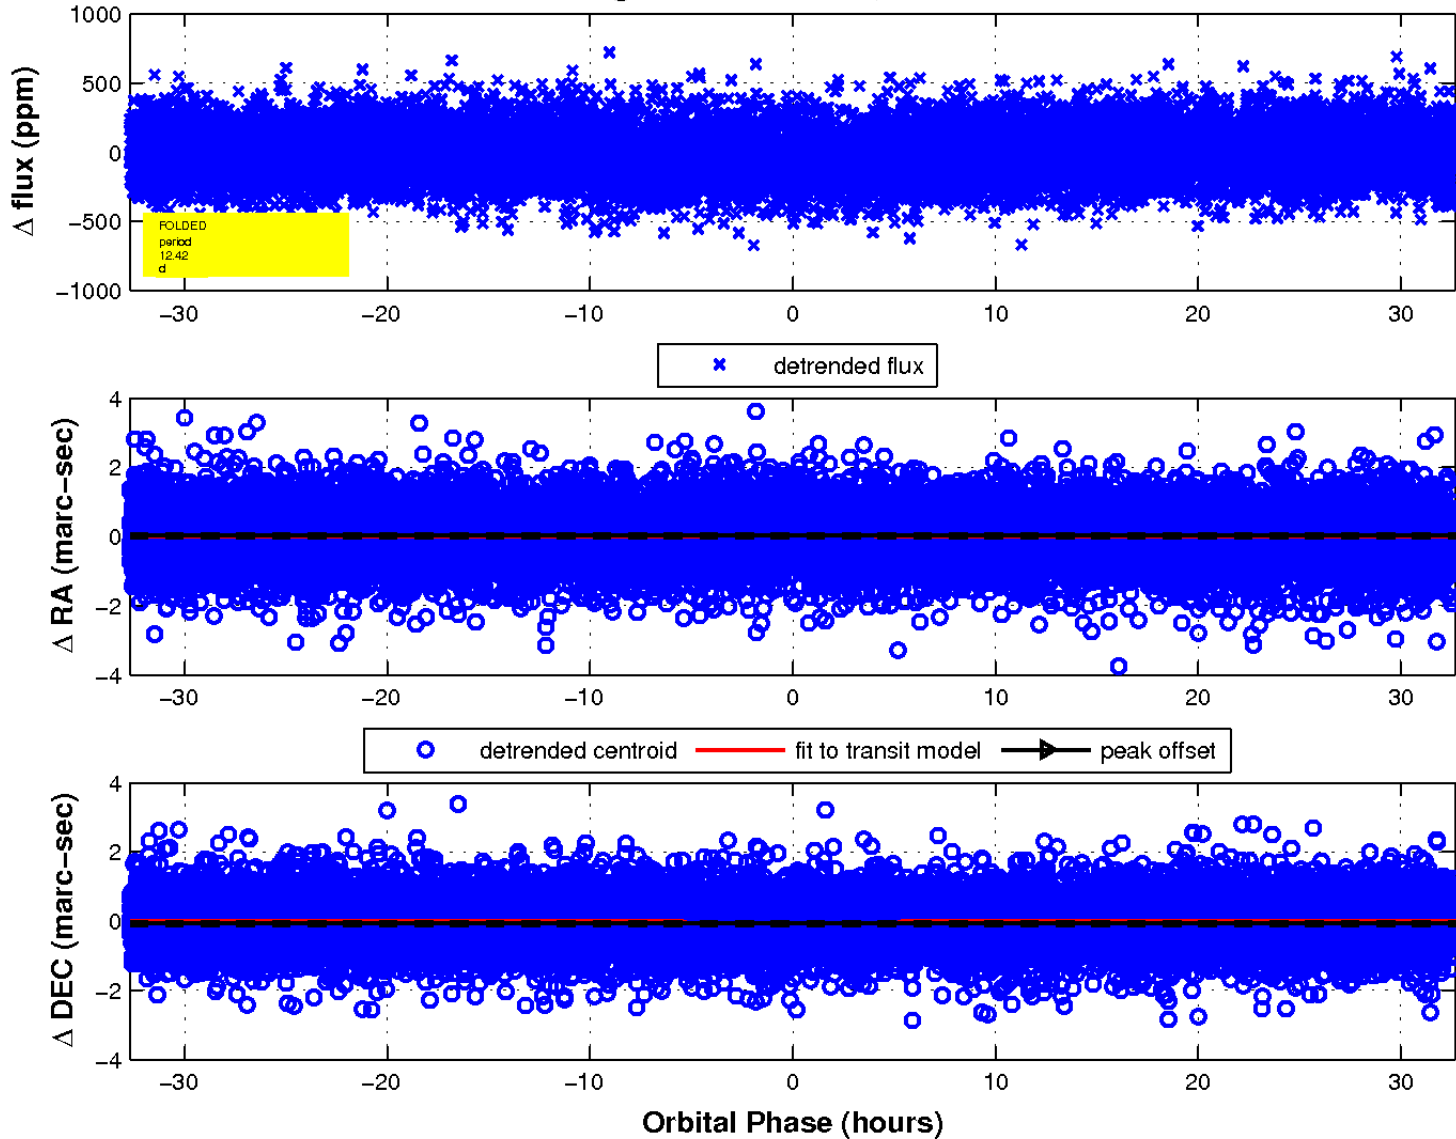 1000
500
0
−500
−1000
Δ flux (ppm)
FOLDED
period
12.42
d
−30 −20 −10 0 10 20 30
detrended flux
4
2
0
−2
−4
Δ RA (marc−sec)
−30 −20 −10 0 10 20 30
detrended centroid fit to transit model peak offset
4
2
0
−2
−4
Δ DEC (marc−sec)
−30 −20 −10 0 10 20 30
Orbital Phase (hours)